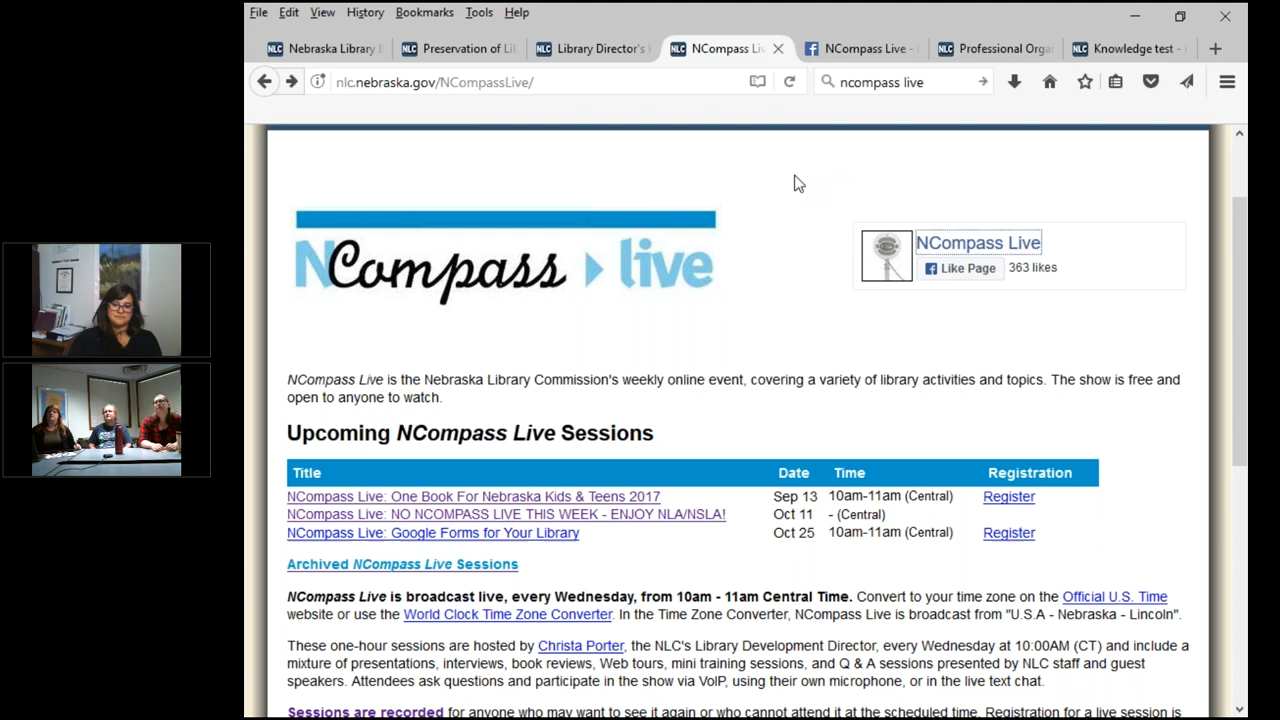 File Edit View History Bookmarks Tools Help
Nebraska Library E
Preservation of Li
Library Director's
NCompass Liv
NCompass Live -
Professional Orga
Knowledge test -
nlc.nebraska.gov/NCompassLive/
ncompass live
NCompass live
NCompass Live
Like Page 363 likes
NCompass Live is the Nebraska Library Commission's weekly online event, covering a variety of library activities and topics. The show is free and
open to anyone to watch.
Upcoming NCompass Live Sessions
Title Date Time Registration
NCompass Live: One Book For Nebraska Kids & Teens 2017 Sep 13 10am-11am (Central) Register
NCompass Live: NO NCOMPASS LIVE THIS WEEK - ENJOY NLA/NSLA! Oct 11 - (Central)
NCompass Live: Google Forms for Your Library Oct 25 10am-11am (Central) Register
Archived NCompass Live Sessions
NCompass Live is broadcast live, every Wednesday, from 10am - 11am Central Time. Convert to your time zone on the Official U.S. Time
website or use the World Clock Time Zone Converter. In the Time Zone Converter, NCompass Live is broadcast from "U.S.A - Nebraska - Lincoln".
These one-hour sessions are hosted by Christa Porter, the NLC's Library Development Director, every Wednesday at 10:00AM (CT) and include a
mixture of presentations, interviews, book reviews, Web tours, mini training sessions, and Q & A sessions presented by NLC staff and guest
speakers. Attendees ask questions and participate in the show via VoIP, using their own microphone, or in the live text chat.
Sessions are recorded for anyone who may want to see it again or who cannot attend it at the scheduled time. Registration for a live session is